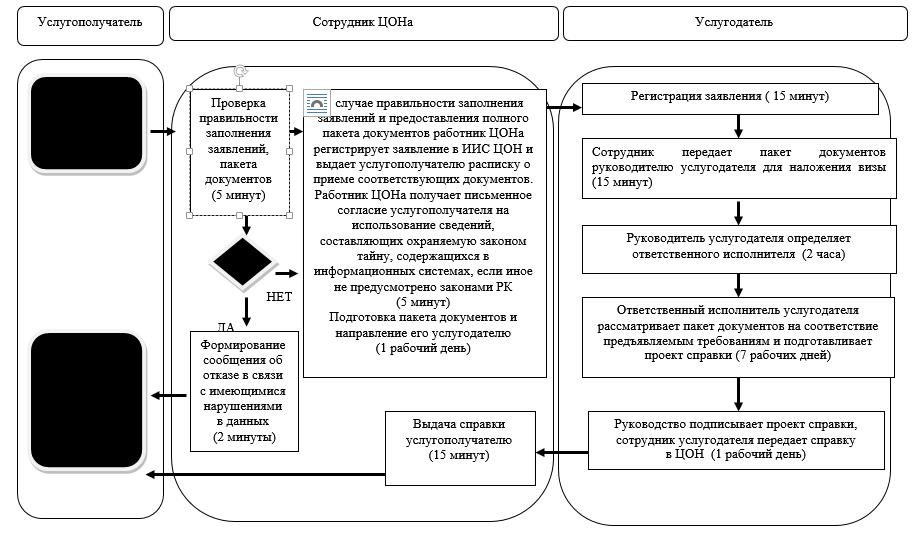 Услугополучатель
Сотрудник ЦОНа
Услугодатель
Проверка
правильности
заполнения
заявлений,
пакета
документов
(5 минут)
НЕТ
ДА
Формирование
сообщения об
отказе в связи
с имеющимися
нарушениями
в данных
(2 минуты)
случае правильности заполнения
заявлений и предоставления полного
пакета документов работник ЦОНа
регистрирует заявление в ИИС ЦОН и
выдает услугополучателю расписку о
приеме соответствующих документов.
Работник ЦОНа получает письменное
согласие услугополучателя на
использование сведений,
составляющих охраняемую законом
тайну, содержащихся в
информационных системах, если иное
не предусмотрено законами РК
(5 минут)
Подготовка пакета документов и
направление его услугодателю
(1 рабочий день)
Регистрация заявления ( 15 минут)
Сотрудник передает пакет документов
руководителю услугодателя для наложения визы
(15 минут)
Руководитель услугодателя определяет
ответственного исполнителя (2 часа)
Ответственный исполнитель услугодателя
рассматривает пакет документов на соответствие
предъявляемым требованиям и подготавливает
проект справки (7 рабочих дней)
Руководство подписывает проект справки,
сотрудник услугодателя передает справку
в ЦОН (1 рабочий день)
Выдача справки
услугополучателю
(15 минут)